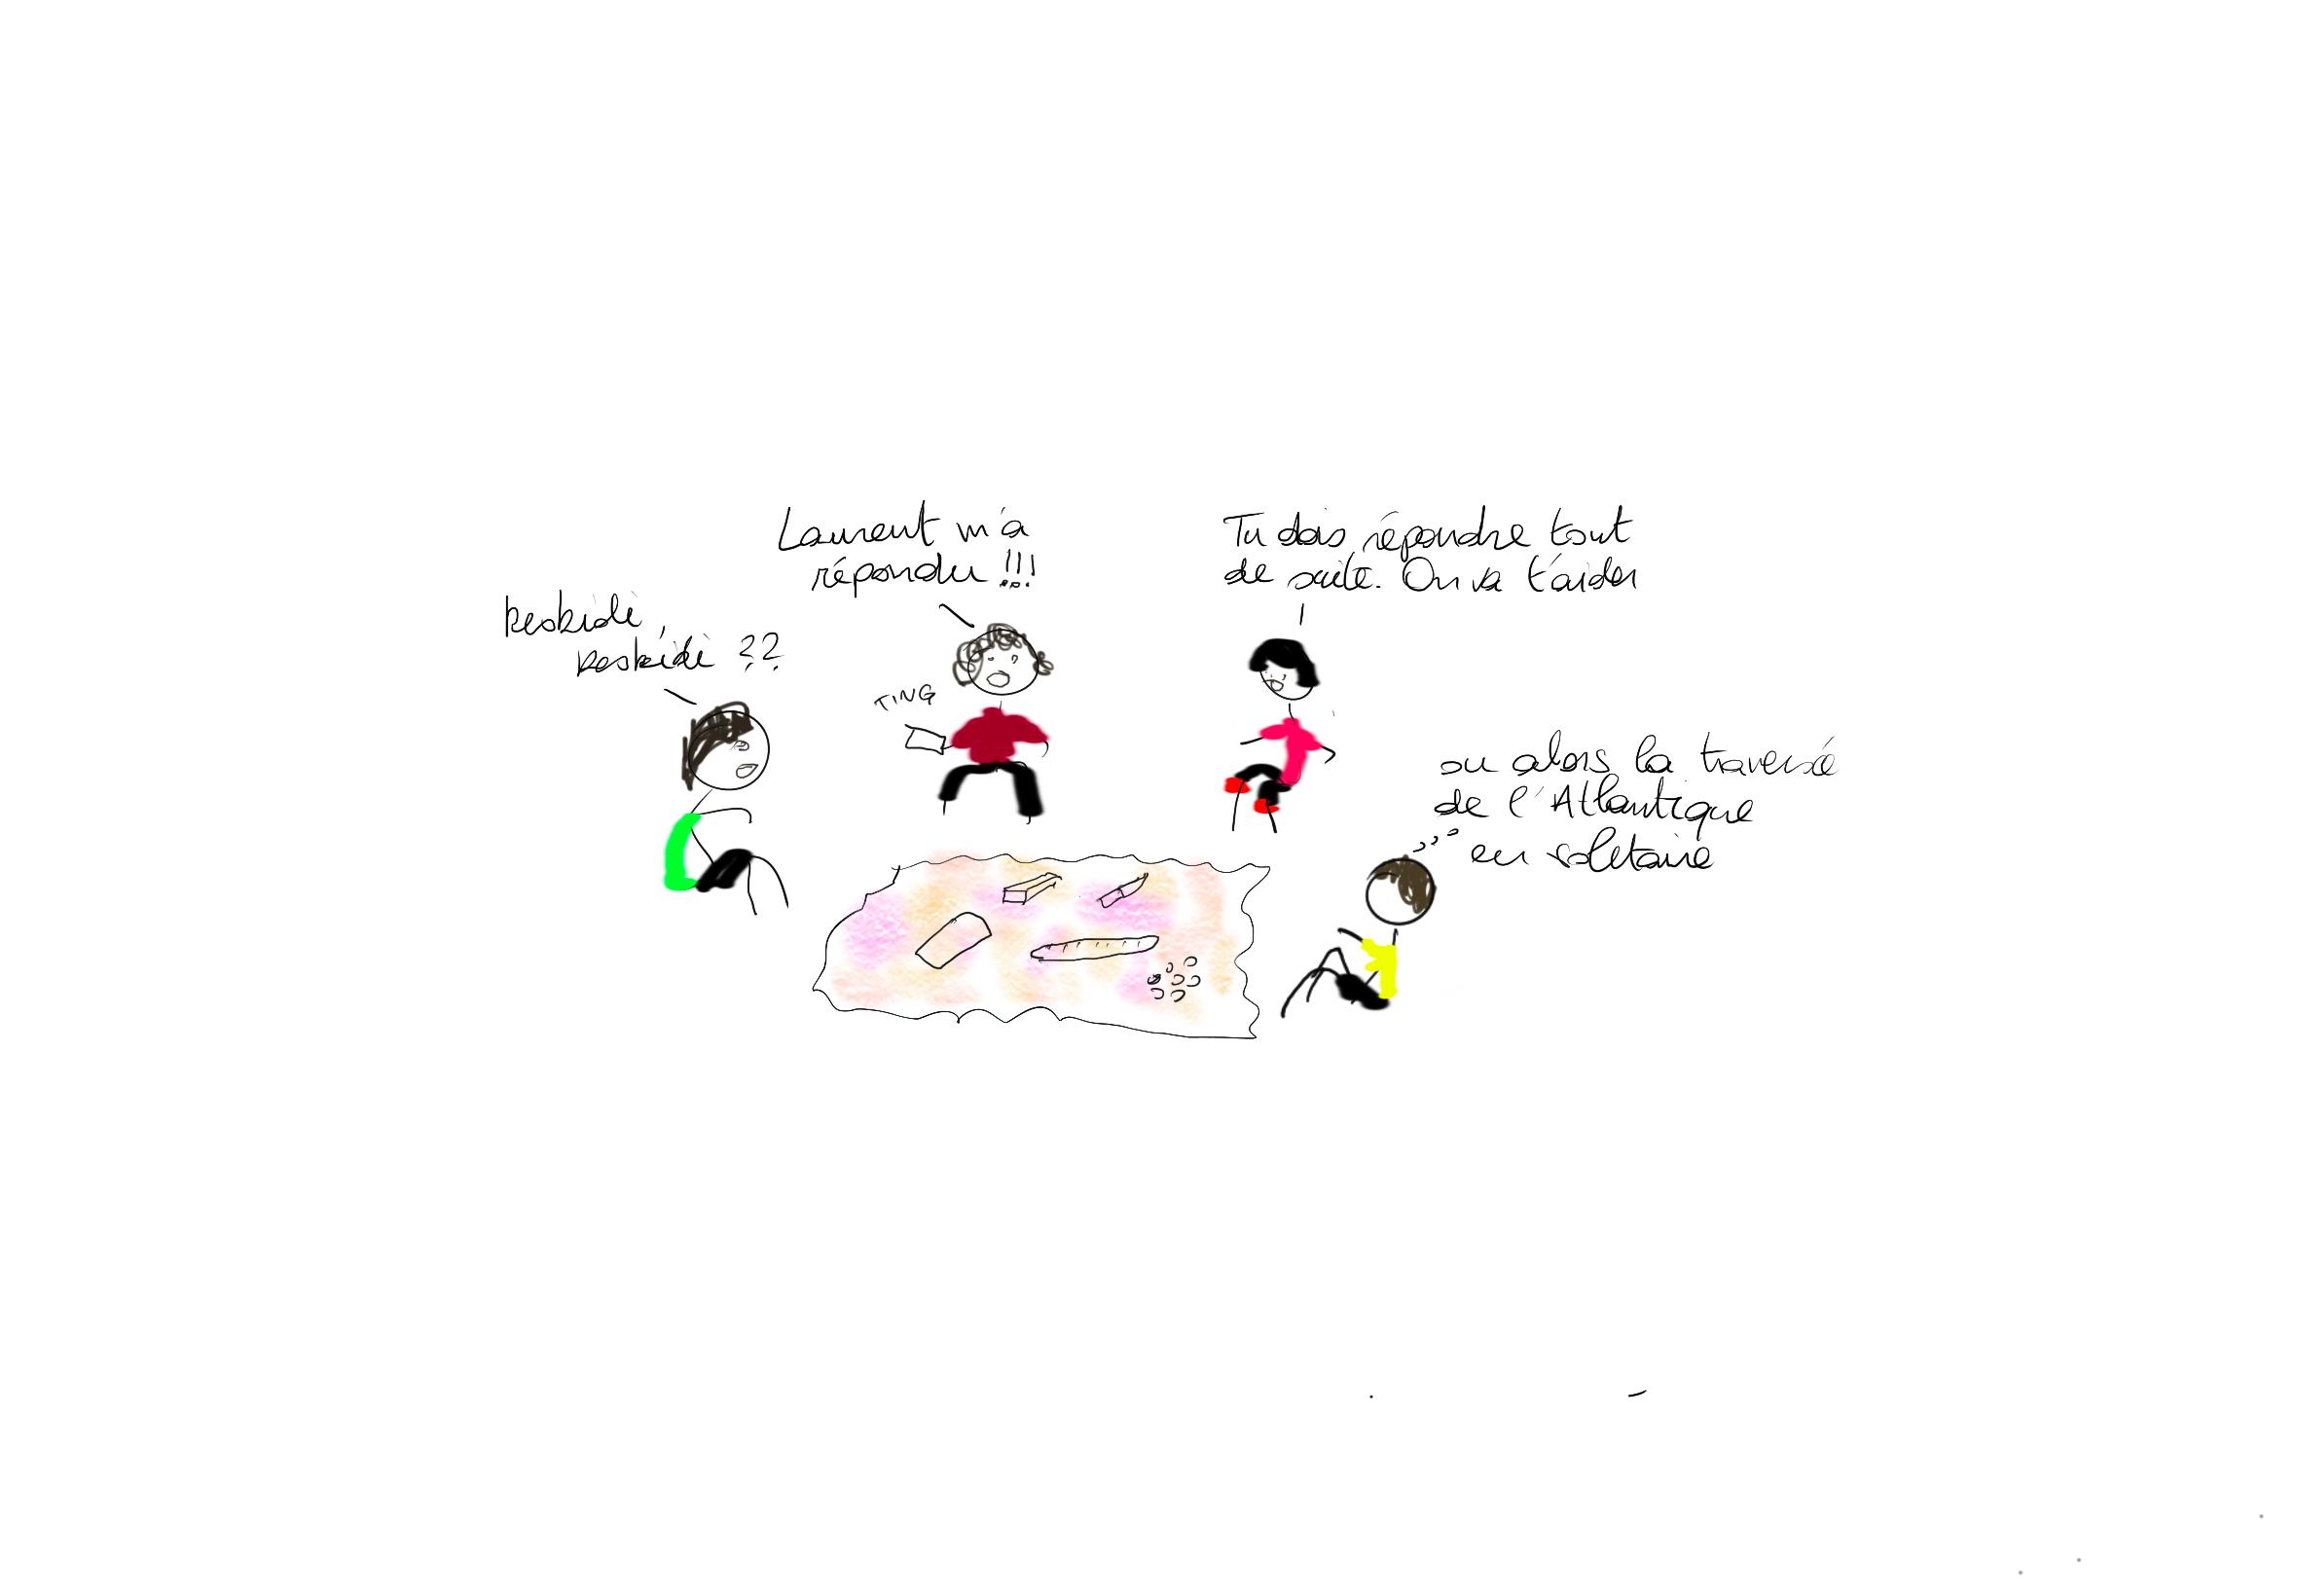 Laurent m'a
répondu !!!
Tu dois répondre tout
de suite. On va t'aider
keskidi,
keskidi ??
TING
ou alors la traversé
de l'Atlantique
en solitaire